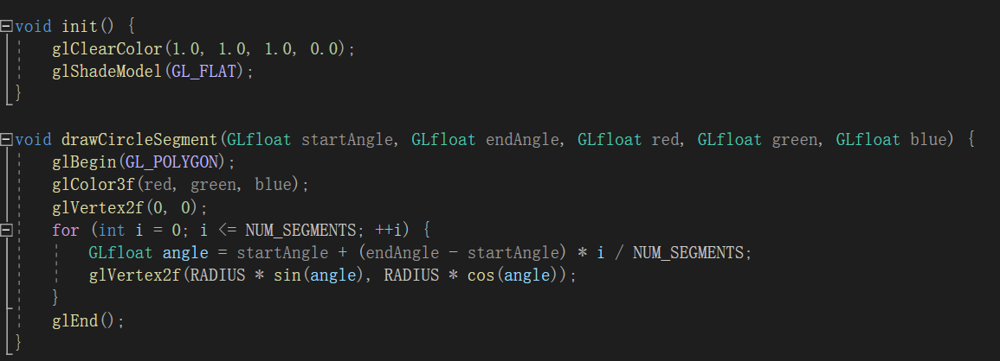 void init() {
    glClearColor(1.0, 1.0, 1.0, 0.0);
    glShadeModel(GL_FLAT);
}
void drawCircleSegment(GLfloat startAngle, GLfloat endAngle, GLfloat red, GLfloat green, GLfloat blue) {
    glBegin(GL_POLYGON);
    glColor3f(red, green, blue);
    glVertex2f(0, 0);
    for (int i = 0; i <= NUM_SEGMENTS; ++i) {
        GLfloat angle = startAngle + (endAngle - startAngle) * i / NUM_SEGMENTS;
        glVertex2f(RADIUS * sin(angle), RADIUS * cos(angle));
    }
    glEnd();
}